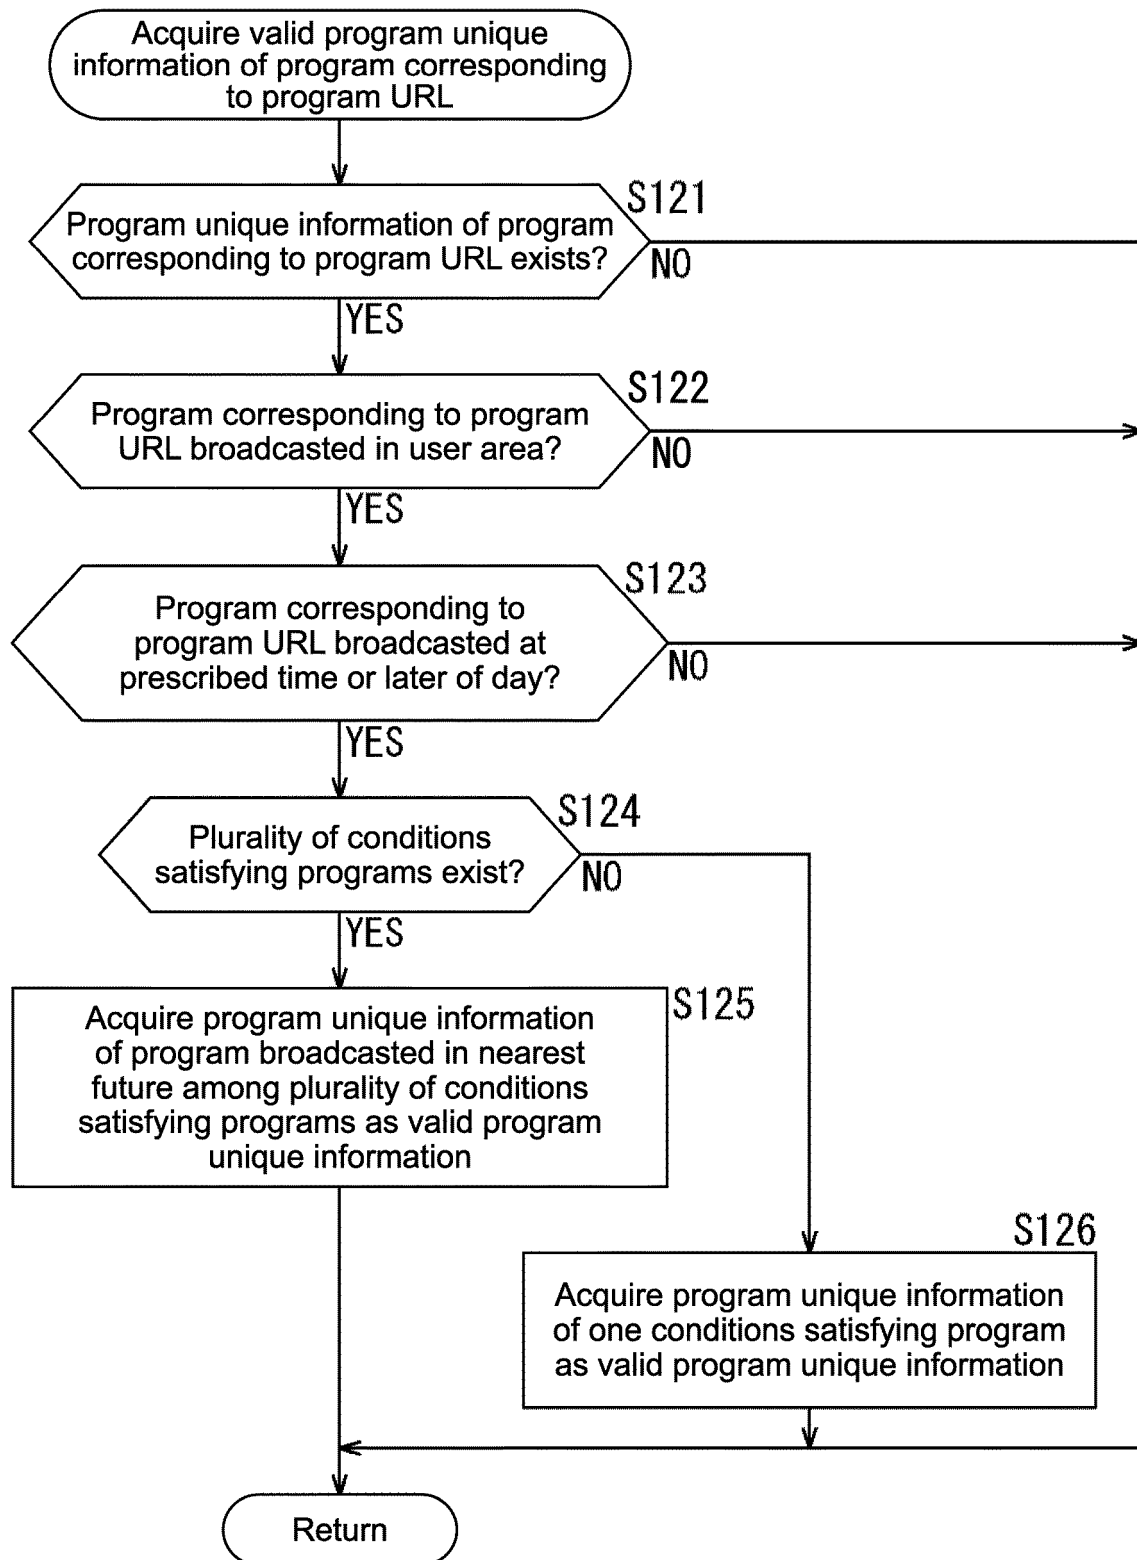 Acquire valid program unique
information of program corresponding
to program URL
S121
Program unique information of program
corresponding to program URL exists?
NO
YES
S122
Program corresponding to program
URL broadcasted in user area?
NO
YES
S123
Program corresponding to
program URL broadcasted at
prescribed time or later of day?
NO
YES
S124
Plurality of conditions
satisfying programs exist?
NO
YES
S125
Acquire program unique information
of program broadcasted in nearest
future among plurality of conditions
satisfying programs as valid program
unique information
S126
Acquire program unique information
of one conditions satisfying program
as valid program unique information
Return